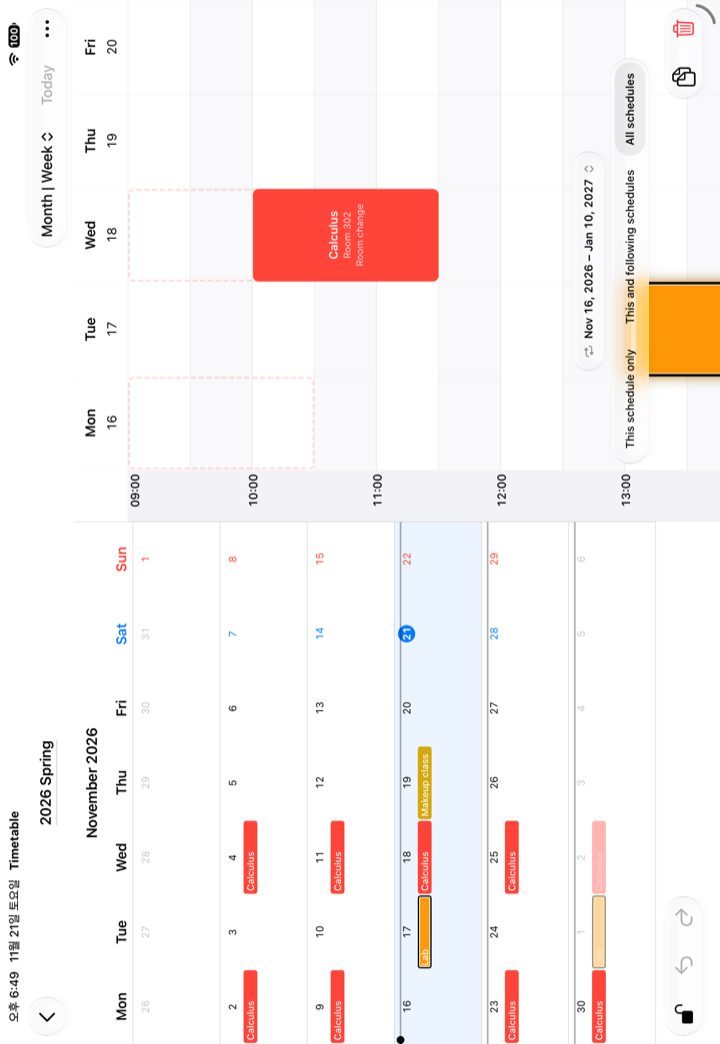 오후 6:49 11월 21일 토요일 Timetable
100
2026 Spring
Month | Week
Today
November 2026
Mon Tue Wed Thu Fri Sat Sun
26 27 28 29 30 31 1
2 3 4 5 6 7 8
Calculus Calculus
9 10 11 12 13 14 15
Calculus Calculus
16 17 18 19 20 21 22
Lab Calculus Makeup class
23 24 25 26 27 28 29
Calculus Calculus
30 1 2 3 4 5 6
Calculus Calculus
Mon Tue Wed Thu Fri
16 17 18 19 20
09:00
10:00
Calculus
Room 302
Room change
11:00
12:00
Nov 16, 2026 – Jan 10, 2027
This schedule only This and following schedules All schedules
13:00